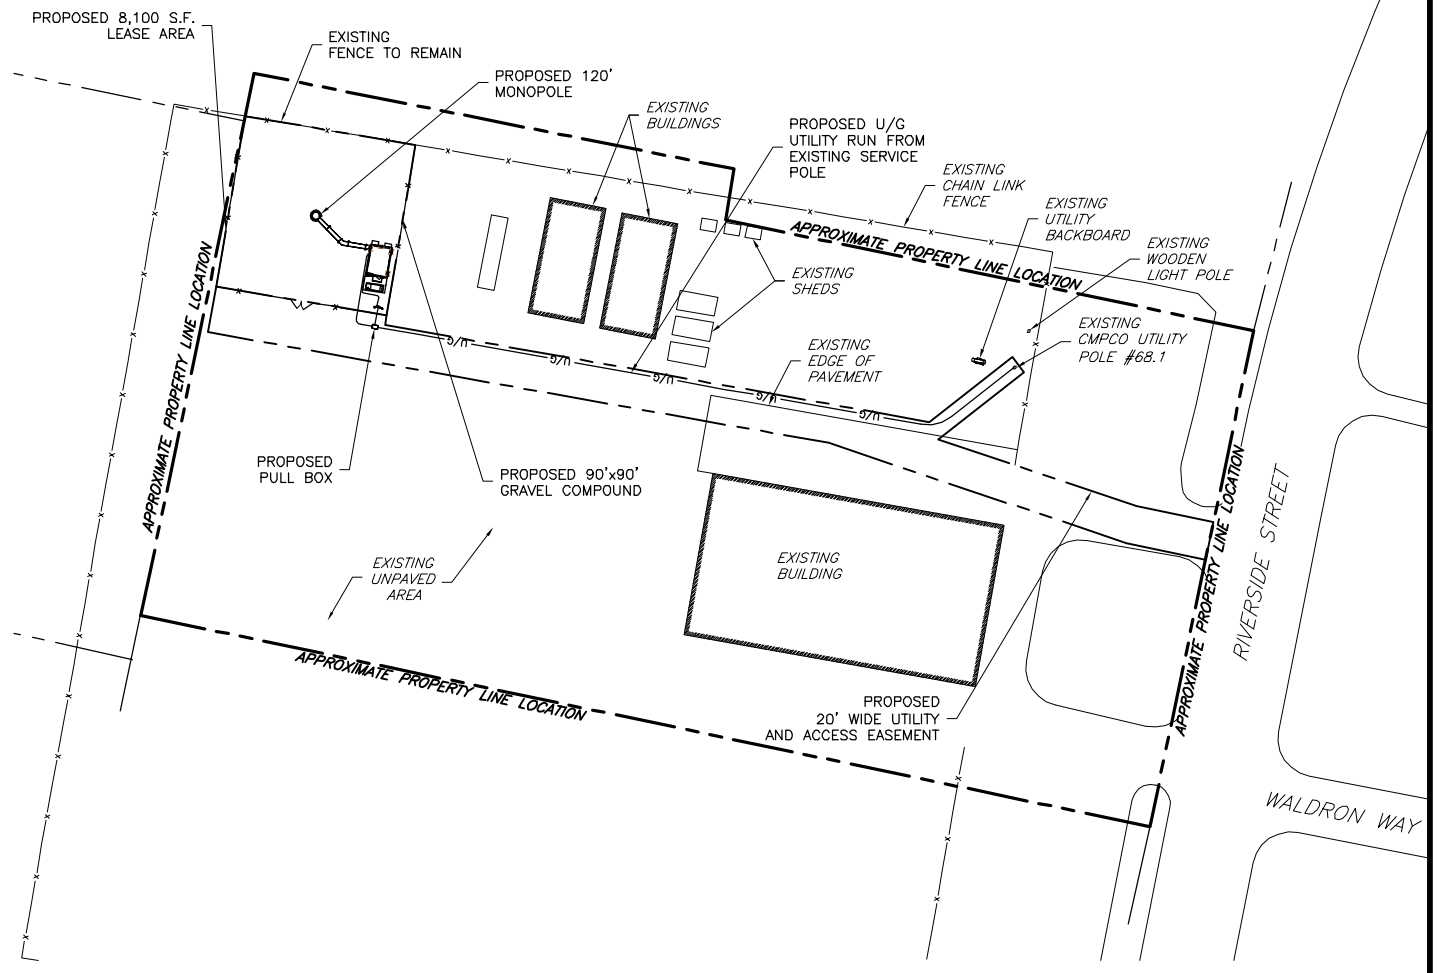 PROPOSED 8,100 S.F.
LEASE AREA
EXISTING
FENCE TO REMAIN
PROPOSED 120'
MONOPOLE
EXISTING
BUILDINGS
PROPOSED U/G
UTILITY RUN FROM
EXISTING SERVICE
POLE
EXISTING
CHAIN LINK
FENCE
EXISTING
UTILITY
BACKBOARD
EXISTING
WOODEN
LIGHT POLE
APPROXIMATE PROPERTY LINE LOCATION
EXISTING
SHEDS
EXISTING
CMPCO UTILITY
POLE #68.1
EXISTING
EDGE OF
PAVEMENT
U/G
U/G
U/G
U/G
U/G
APPROXIMATE PROPERTY LINE LOCATION
PROPOSED
PULL BOX
PROPOSED 90'x90'
GRAVEL COMPOUND
EXISTING
UNPAVED
AREA
EXISTING
BUILDING
APPROXIMATE PROPERTY LINE LOCATION
RIVERSIDE STREET
APPROXIMATE PROPERTY LINE LOCATION
PROPOSED
20' WIDE UTILITY
AND ACCESS EASEMENT
WALDRON WAY